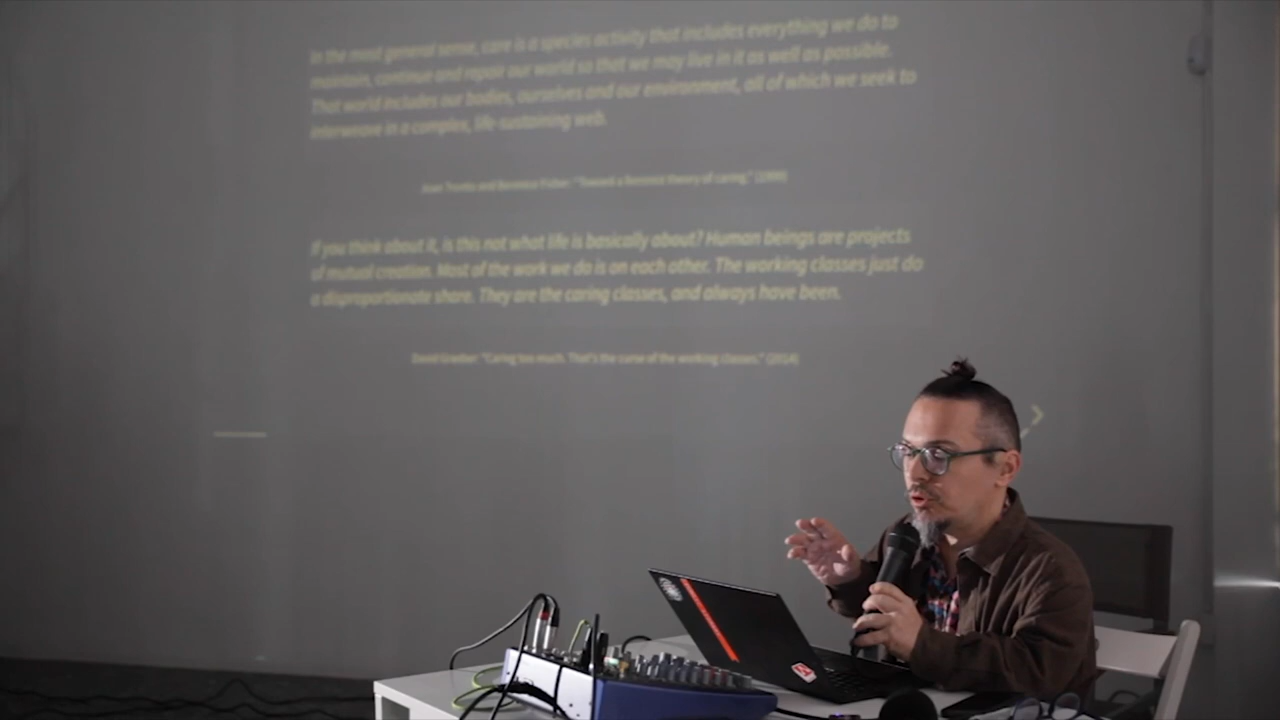 In the most general sense, care is a species activity that includes everything we do to
maintain, continue and repair our world so that we may live in it as well as possible.
That world includes our bodies, ourselves and our environment, all of which we seek to
interweave in a complex, life-sustaining web.
Joan Tronto and Berenice Fisher: "Toward a feminist theory of caring," (1990)
If you think about it, is this not what life is basically about? Human beings are projects
of mutual creation. Most of the work we do is on each other. The working classes just do
a disproportionate share. They are the caring classes, and always have been.
David Graeber: "Caring too much. That's the curse of the working classes." (2014)